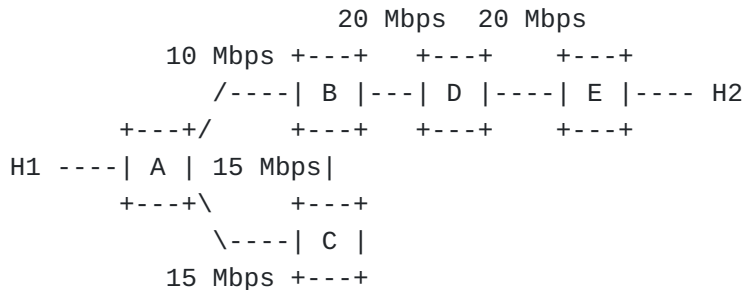 20 Mbps  20 Mbps
             10 Mbps +---+   +---+     +---+
                 /----| B |---| D |----| E |---- H2
         +---+/      +---+   +---+     +---+
H1 ----| A | 15 Mbps|
         +---+\      +---+
                 \----| C |
             15 Mbps +---+